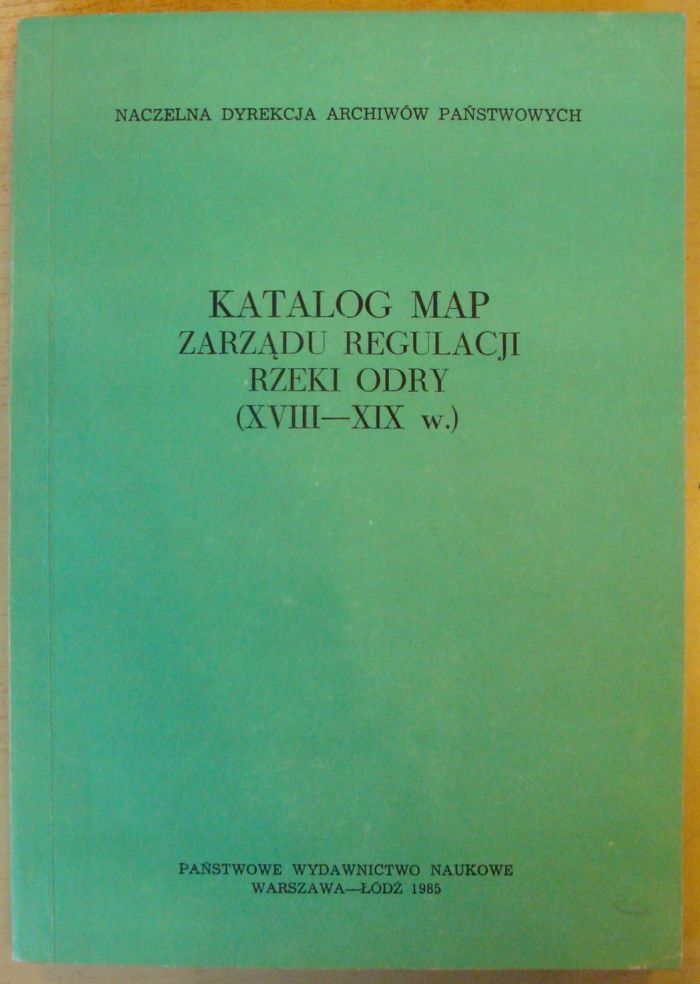 NACZELNA DYREKCJA ARCHIWÓW PAŃSTWOWYCH
KATALOG MAP
ZARZĄDU REGULACJI
RZEKI ODRY
(XVIII—XIX w.)
PAŃSTWOWE WYDAWNICTWO NAUKOWE
WARSZAWA—ŁÓDŹ 1985